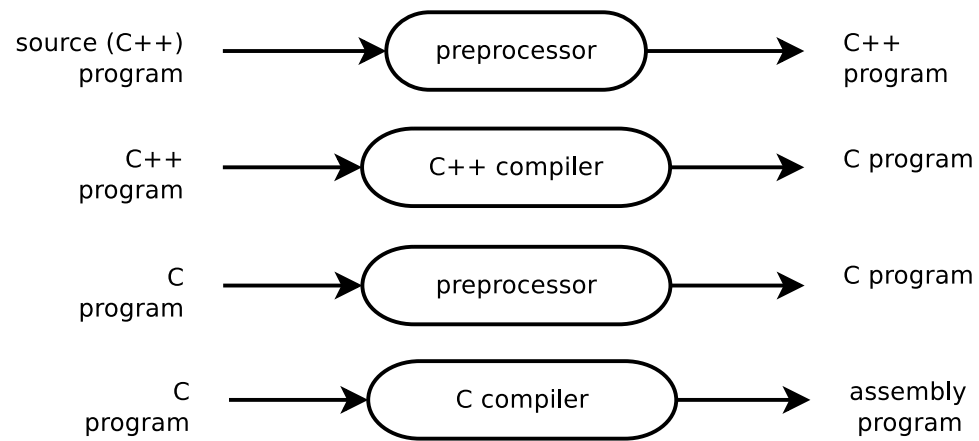 source (C++)
program
preprocessor
C++
program
C++
program
C++ compiler
C program
C
program
preprocessor
C program
C
program
C compiler
assembly
program